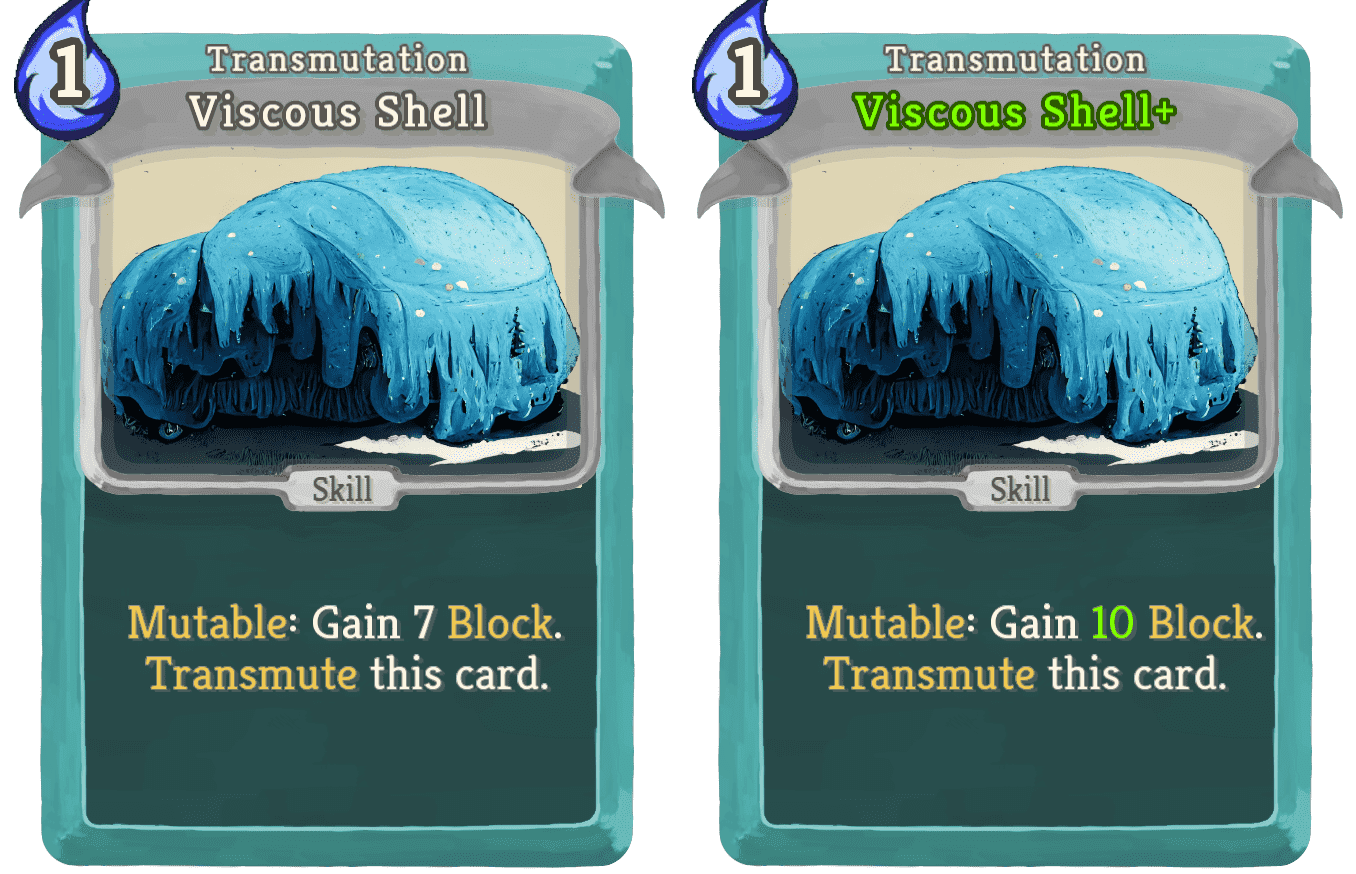 1
Transmutation
Viscous Shell
Skill
Mutable: Gain 7 Block.
Transmute this card.
1
Transmutation
Viscous Shell+
Skill
Mutable: Gain 10 Block.
Transmute this card.